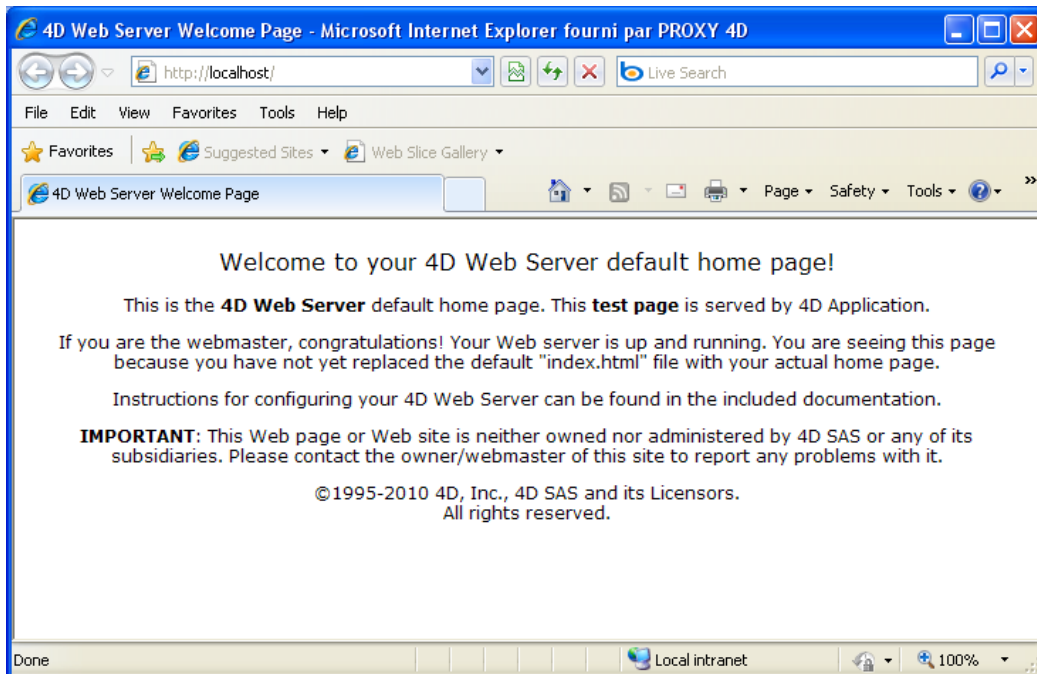 4D Web Server Welcome Page - Microsoft Internet Explorer fourni par PROXY 4D
http://localhost/
Live Search
File Edit View Favorites Tools Help
Favorites Suggested Sites Web Slice Gallery
4D Web Server Welcome Page
Page Safety Tools »
Welcome to your 4D Web Server default home page!
This is the 4D Web Server default home page. This test page is served by 4D Application.
If you are the webmaster, congratulations! Your Web server is up and running. You are seeing this page
because you have not yet replaced the default "index.html" file with your actual home page.
Instructions for configuring your 4D Web Server can be found in the included documentation.
IMPORTANT: This Web page or Web site is neither owned nor administered by 4D SAS or any of its
subsidiaries. Please contact the owner/webmaster of this site to report any problems with it.
©1995-2010 4D, Inc., 4D SAS and its Licensors.
All rights reserved.
Done Local intranet 100%